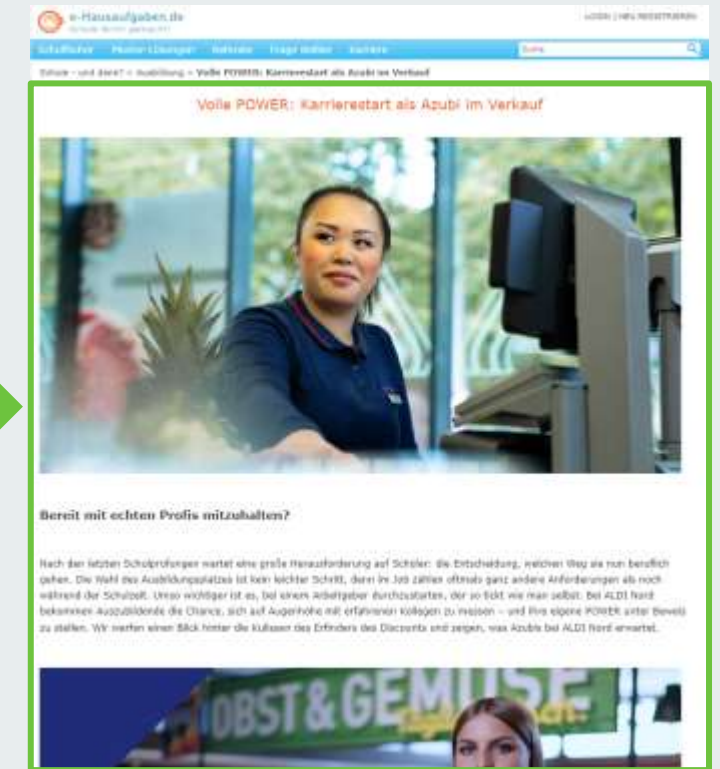 e-Hausaufgaben.de
LOGIN | NEU REGISTRIEREN
Schulfächer Muster-Lösungen Referate Frage stellen Karriere Suche
Schule - und dann? > Ausbildung > Volle POWER: Karrierestart als Azubi im Verkauf
Volle POWER: Karrierestart als Azubi im Verkauf
Bereit mit echten Profis mitzuhalten?
Nach den letzten Schulprüfungen wartet eine große Herausforderung auf Schüler: die Entscheidung, welchen Weg sie nun beruflich
gehen. Die Wahl des Ausbildungsplatzes ist kein leichter Schritt, denn im Job zählen oftmals ganz andere Anforderungen als noch
während der Schulzeit. Umso wichtiger ist es, bei einem Arbeitgeber durchzustarten, der so tickt wie man selbst. Bei ALDI Nord
bekommen Auszubildende die Chance, sich auf Augenhöhe mit erfahrenen Kollegen zu messen – und ihre eigene POWER unter Beweis
zu stellen. Wir werfen einen Blick hinter die Kulissen des Erfinders des Discounts und zeigen, was Azubis bei ALDI Nord erwartet.
OBST & GEMÜSE